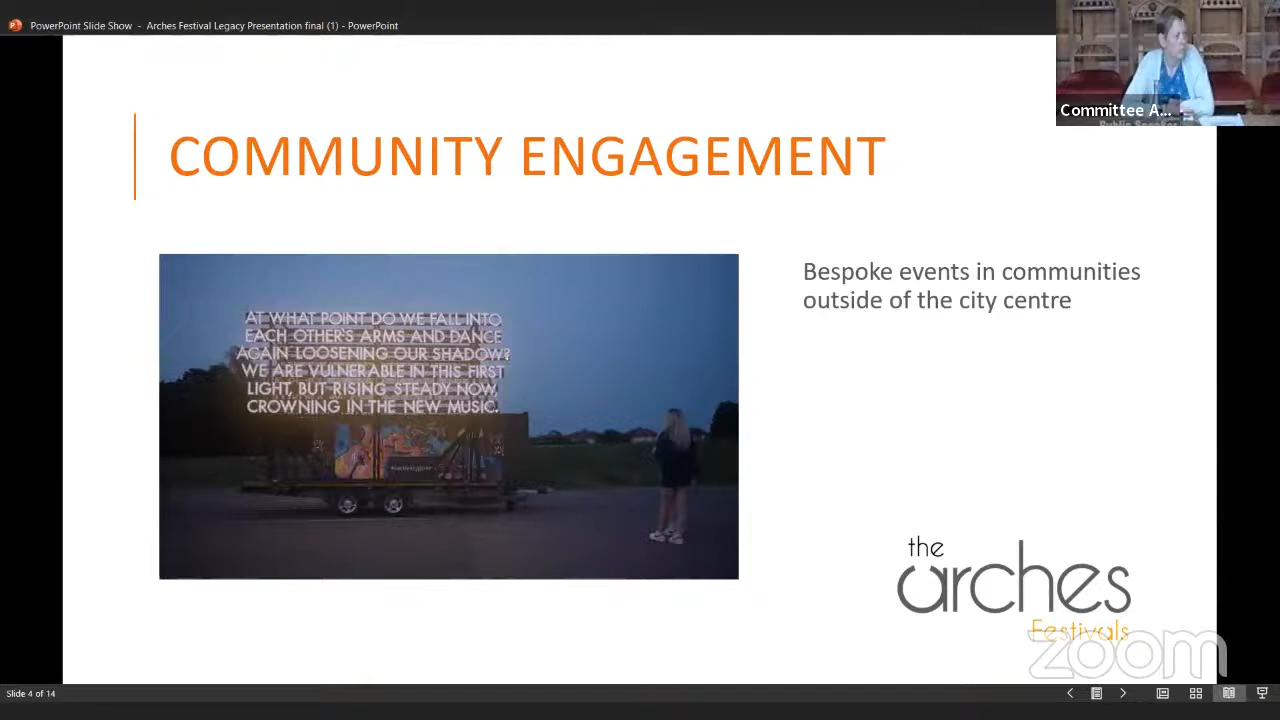 PowerPoint Slide Show - Arches Festival Legacy Presentation final (1) - PowerPoint
Committee A...
Public Speaker
COMMUNITY ENGAGEMENT
AT WHAT POINT DO WE FALL INTO
EACH OTHER'S ARMS AND DANCE
AGAIN LOOSENING OUR SHADOW?
WE ARE VULNERABLE IN THIS FIRST
LIGHT, BUT RISING STEADY NOW,
CROWNING IN THE NEW MUSIC.
Bespoke events in communities
outside of the city centre
the
arches
Festivals
zoom
Slide 4 of 14